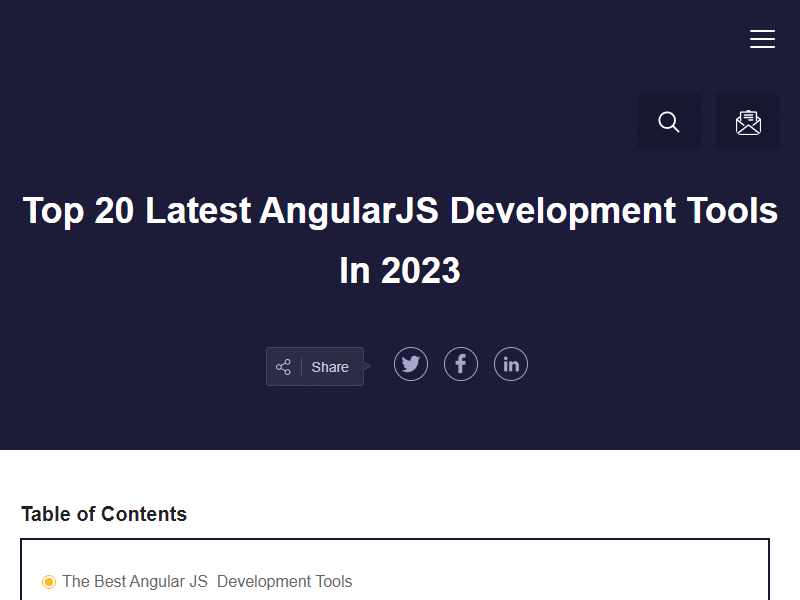 Top 20 Latest AngularJS Development Tools
In 2023
Share
Table of Contents
The Best Angular JS  Development Tools